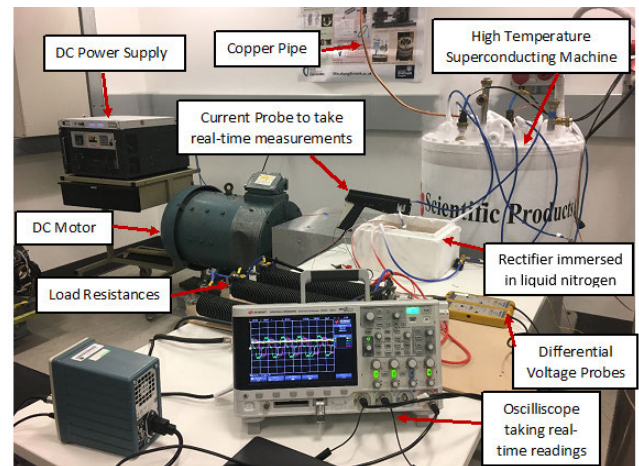 DC Power Supply
Copper Pipe
High Temperature
Superconducting Machine
Current Probe to take
real-time measurements
Scientific Products
DC Motor
Rectifier immersed
in liquid nitrogen
Load Resistances
Differential
Voltage Probes
Oscilliscope
taking real-
time readings